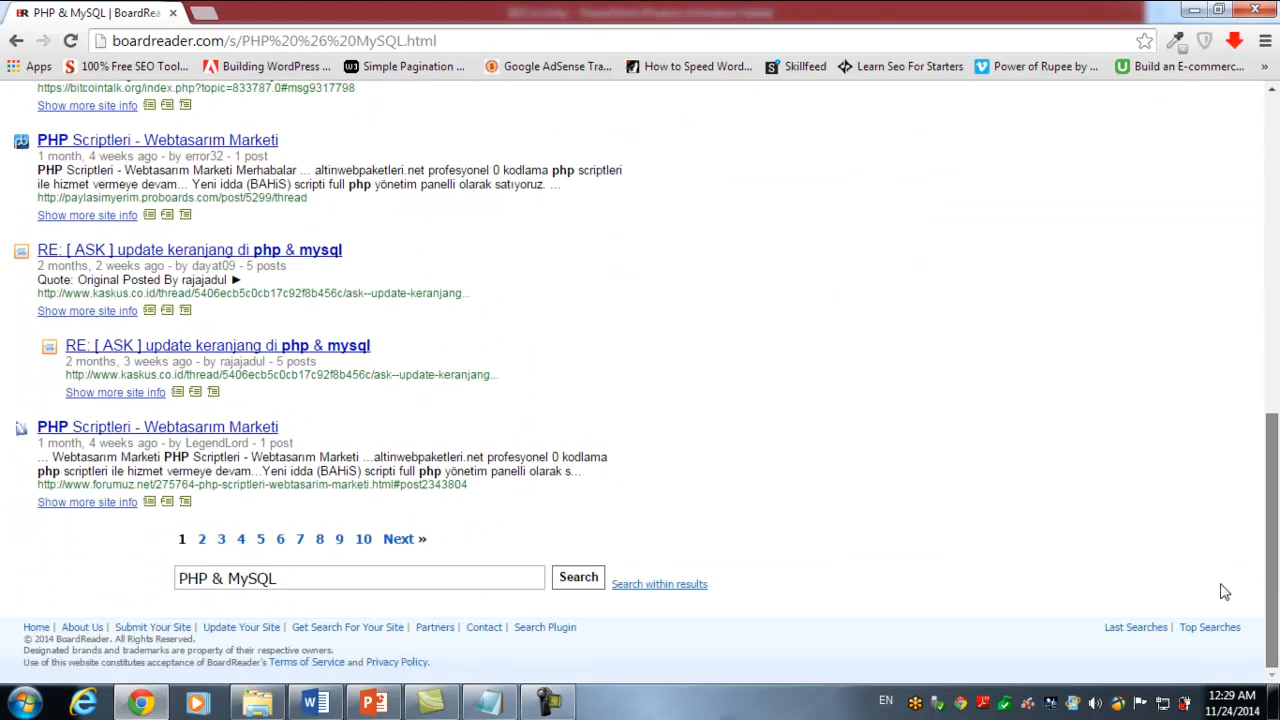 PHP & MySQL | BoardRea
boardreader.com/s/PHP%20%26%20MySQL.html
Apps 100% FREE SEO Tool... Building WordPress ... Simple Pagination ... Google AdSense Tra... How to Speed Word... Skillfeed Learn Seo For Starters Power of Rupee by ... Build an E-commerc... »
https://bitcointalk.org/index.php?topic=833787.0#msg9317798
Show more site info
PHP Scriptleri - Webtasarım Marketi
1 month, 4 weeks ago - by error32 - 1 post
PHP Scriptleri - Webtasarım Marketi Merhabalar ... altinwebpaketleri.net profesyonel 0 kodlama php scriptleri
ile hizmet vermeye devam... Yeni idda (BAHiS) scripti full php yönetim panelli olarak satıyoruz. ...
http://paylasimyerim.proboards.com/post/5299/thread
Show more site info
RE: [ ASK ] update keranjang di php & mysql
2 months, 2 weeks ago - by dayat09 - 5 posts
Quote: Original Posted By rajajadul ►
http://www.kaskus.co.id/thread/5406ecb5c0cb17c92f8b456c/ask--update-keranjang...
Show more site info
RE: [ ASK ] update keranjang di php & mysql
2 months, 3 weeks ago - by rajajadul - 5 posts
http://www.kaskus.co.id/thread/5406ecb5c0cb17c92f8b456c/ask--update-keranjang...
Show more site info
PHP Scriptleri - Webtasarım Marketi
1 month, 4 weeks ago - by LegendLord - 1 post
... Webtasarım Marketi PHP Scriptleri - Webtasarım Marketi ...altinwebpaketleri.net profesyonel 0 kodlama
php scriptleri ile hizmet vermeye devam...Yeni idda (BAHiS) scripti full php yönetim panelli olarak s...
http://www.forumuz.net/275764-php-scriptleri-webtasarim-marketi.html#post2343804
Show more site info
1 2 3 4 5 6 7 8 9 10 Next »
PHP & MySQL Search Search within results
Home | About Us | Submit Your Site | Update Your Site | Get Search For Your Site | Partners | Contact | Search Plugin Last Searches | Top Searches
© 2014 BoardReader. All Rights Reserved.
Designated brands and trademarks are property of their respective owners.
Use of this website constitutes acceptance of BoardReader's Terms of Service and Privacy Policy.
EN 12:29 AM
11/24/2014